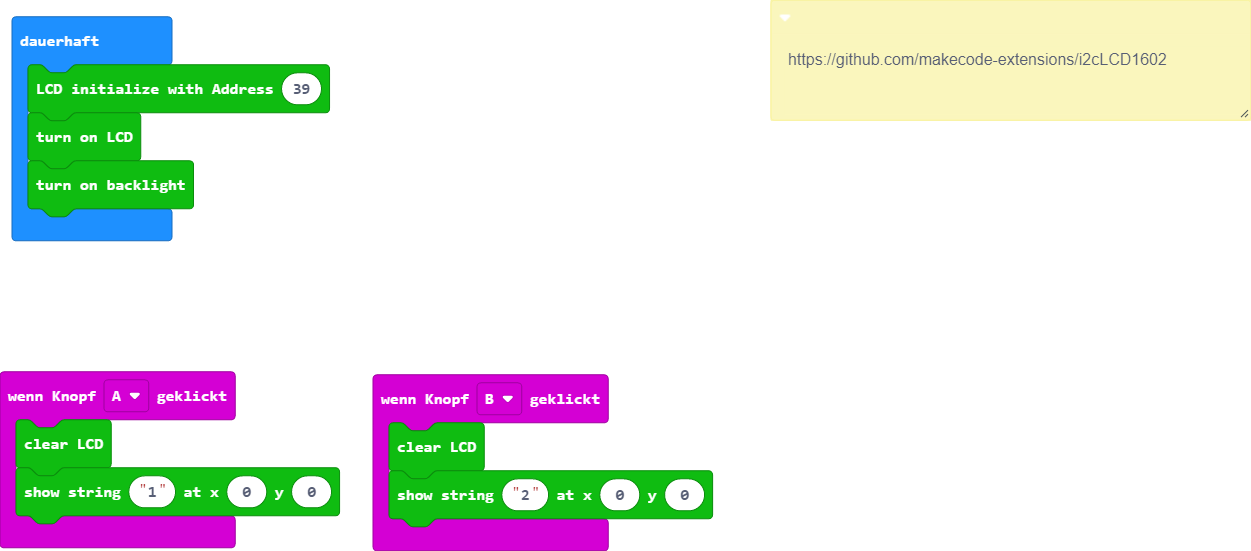 dauerhaft
LCD initialize with Address 39
turn on LCD
turn on backlight
https://github.com/makecode-extensions/i2cLCD1602
wenn Knopf A geklickt
clear LCD
show string "1" at x 0 y 0
wenn Knopf B geklickt
clear LCD
show string "2" at x 0 y 0